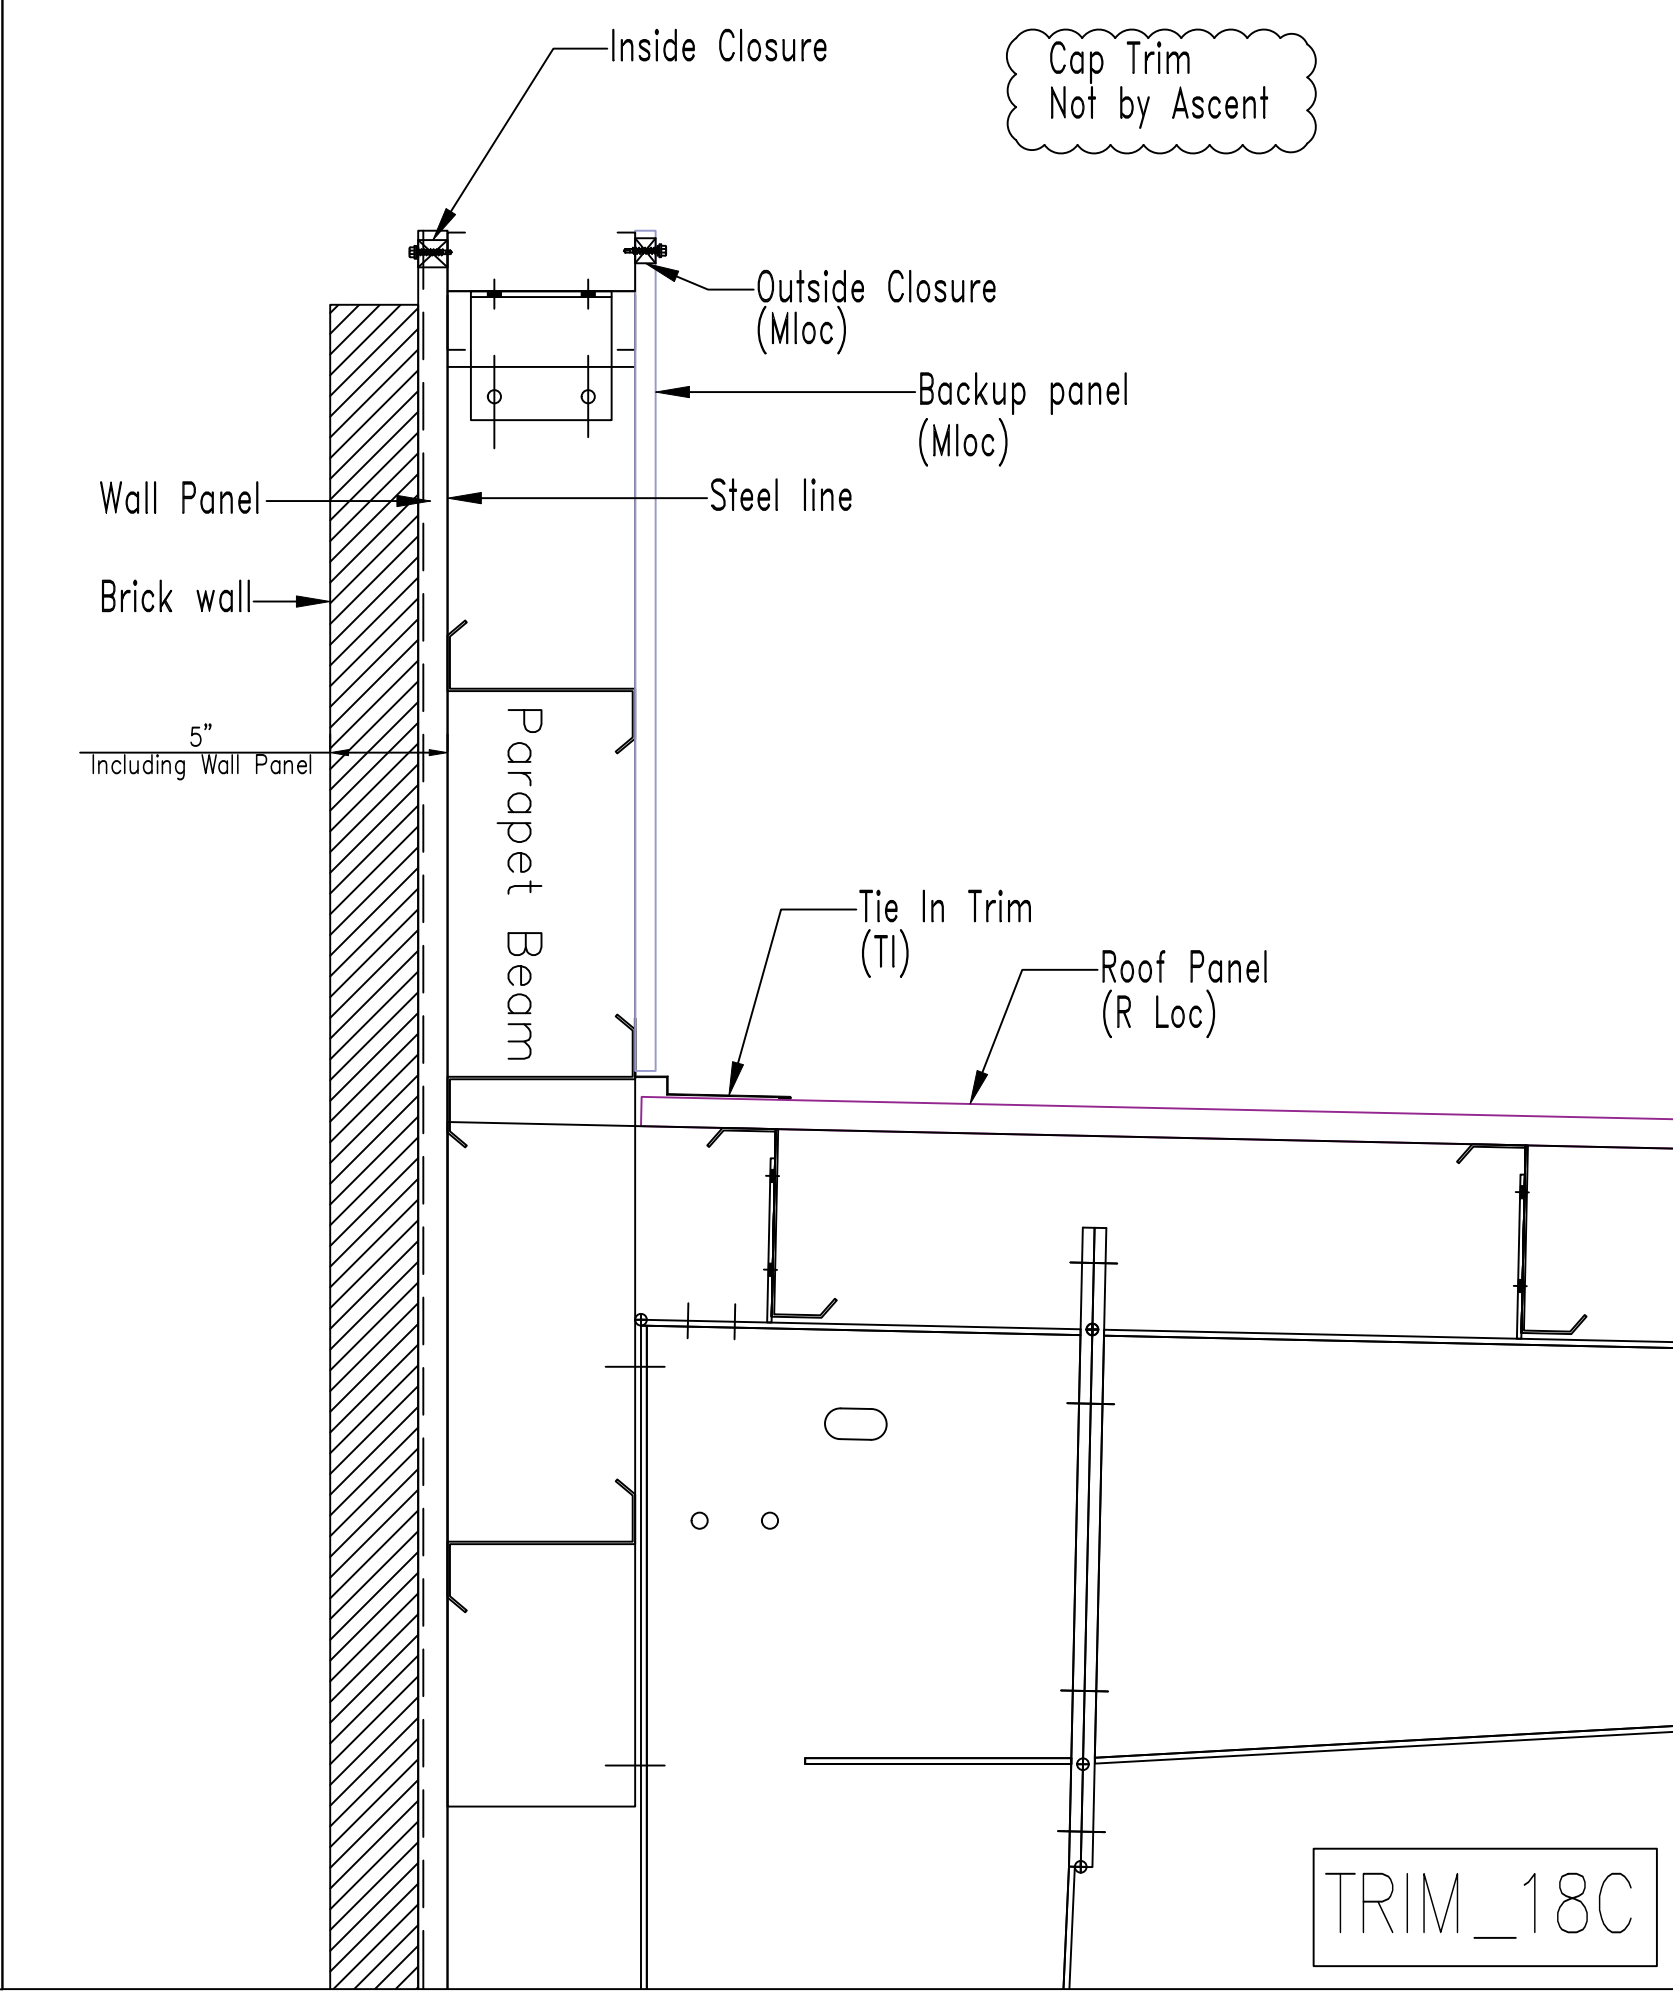 Inside Closure
Cap Trim
Not by Ascent
Outside Closure
(Mloc)
Backup panel
(Mloc)
Wall Panel
Steel line
Brick wall
5”
Including Wall Panel
Parapet Beam
Tie In Trim
(TI)
Roof Panel
(R Loc)
TRIM_18C